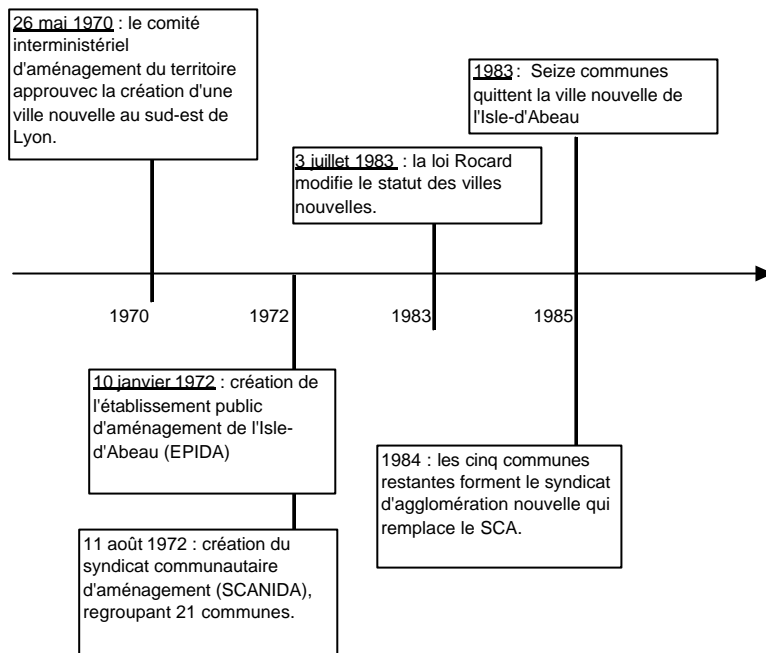 26 mai 1970 : le comité
interministériel
d'aménagement du territoire
approuvec la création d'une
ville nouvelle au sud-est de
Lyon.
1983 : Seize communes
quittent la ville nouvelle de
l'Isle-d'Abeau
3 juillet 1983 : la loi Rocard
modifie le statut des villes
nouvelles.
1970
1972
1983
1985
10 janvier 1972 : création de
l'établissement public
d'aménagement de l'Isle-
d'Abeau (EPIDA)
1984 : les cinq communes
restantes forment le syndicat
d'agglomération nouvelle qui
remplace le SCA.
11 août 1972 : création du
syndicat communautaire
d'aménagement (SCANIDA),
regroupant 21 communes.